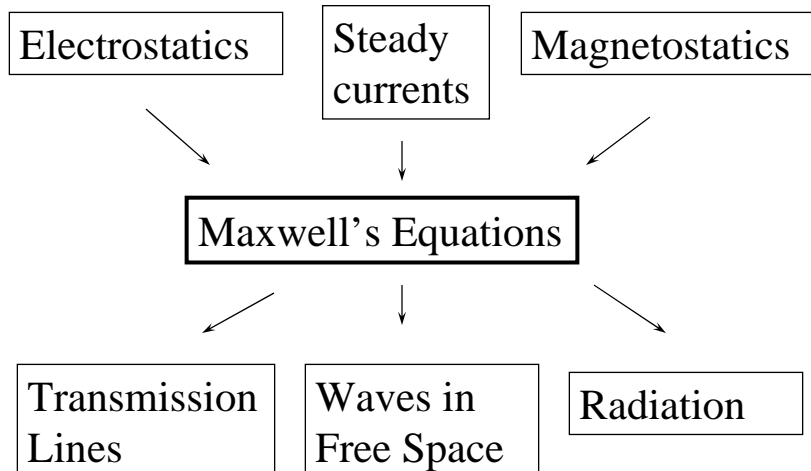 Electrostatics
Steady
currents
Magnetostatics
Maxwell’s Equations
Transmission
Lines
Waves in
Free Space
Radiation